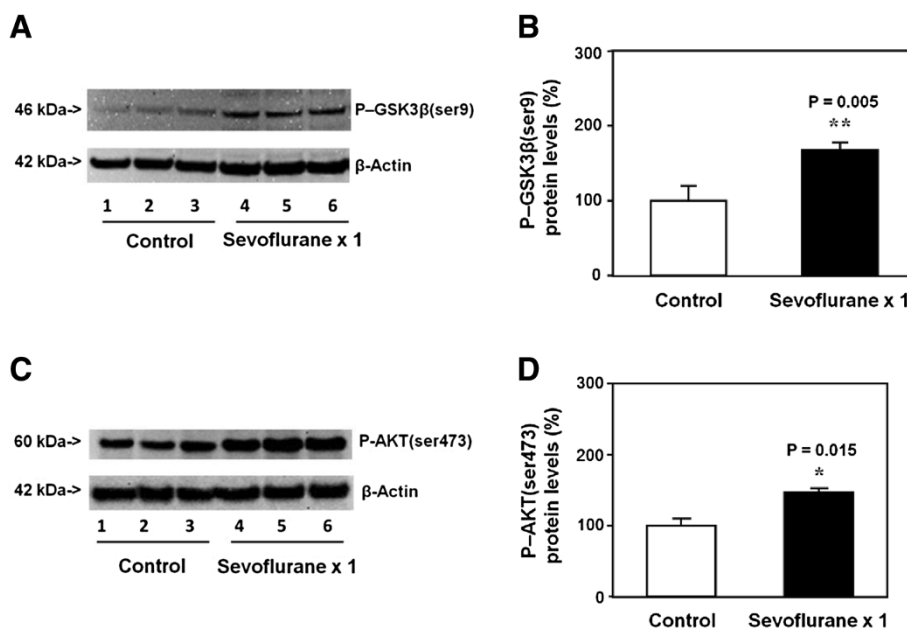 A
46 kDa-> P–GSK3β(ser9)
42 kDa-> β-Actin
1 2 3 4 5 6
Control Sevoflurane x 1
B
P–GSK3β(ser9)
protein levels (%)
300
200
100
0
P = 0.005
**
Control Sevoflurane x 1
C
60 kDa-> P-AKT(ser473)
42 kDa-> β-Actin
1 2 3 4 5 6
Control Sevoflurane x 1
D
P–AKT(ser473)
protein levels (%)
300
200
100
0
P = 0.015
*
Control Sevoflurane x 1